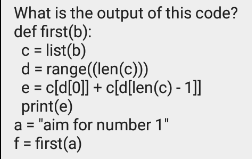 What is the output of this code?
def first(b):
c = list(b)
d = range((len(c)))
e = c[d[0]] + c[d[len(c) - 1]]
print(e)
a = "aim for number 1"
f = first(a)